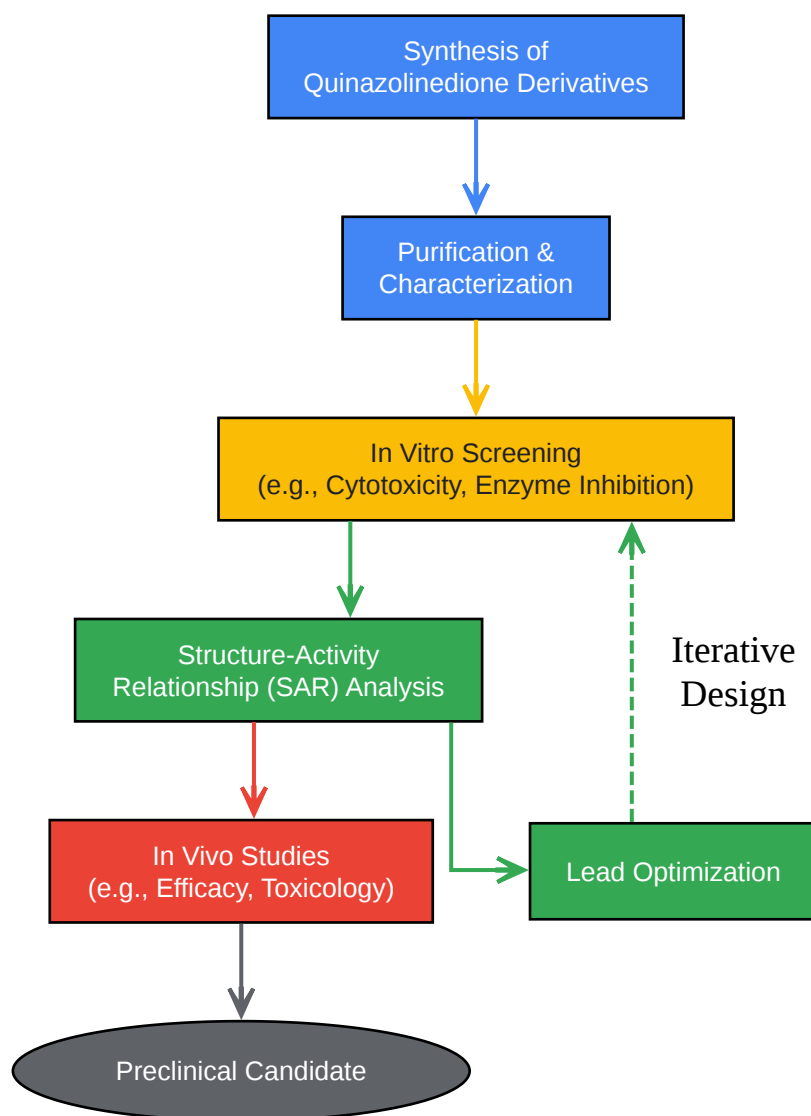 Synthesis of
Quinazolinedione Derivatives
Purification &
Characterization
In Vitro Screening
(e.g., Cytotoxicity, Enzyme Inhibition)
Structure-Activity
Relationship (SAR) Analysis
Iterative
Design
In Vivo Studies
(e.g., Efficacy, Toxicology)
Lead Optimization
Preclinical Candidate